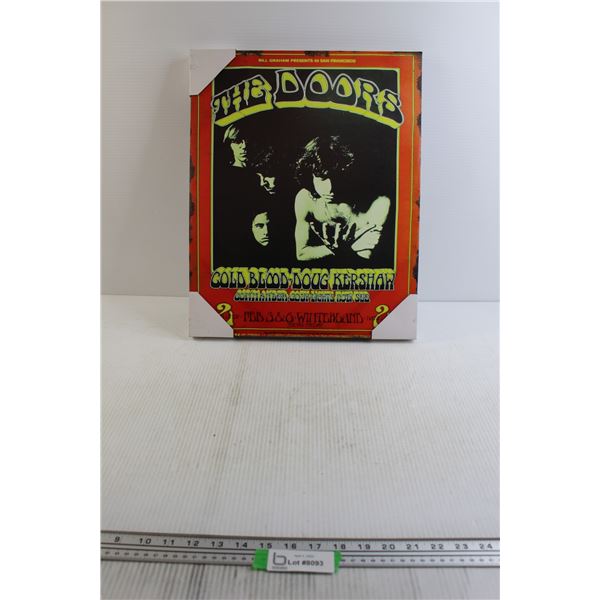 BILL GRAHAM PRESENTS IN SAN FRANCISCO
THE DOORS
COLD BLOOD·DOUG KERSHAW
FEB 5&6·WINTERLAND
9 10 11 12 13 14 15 16 17 18 19 20 21 22 23 24
Lot #8093